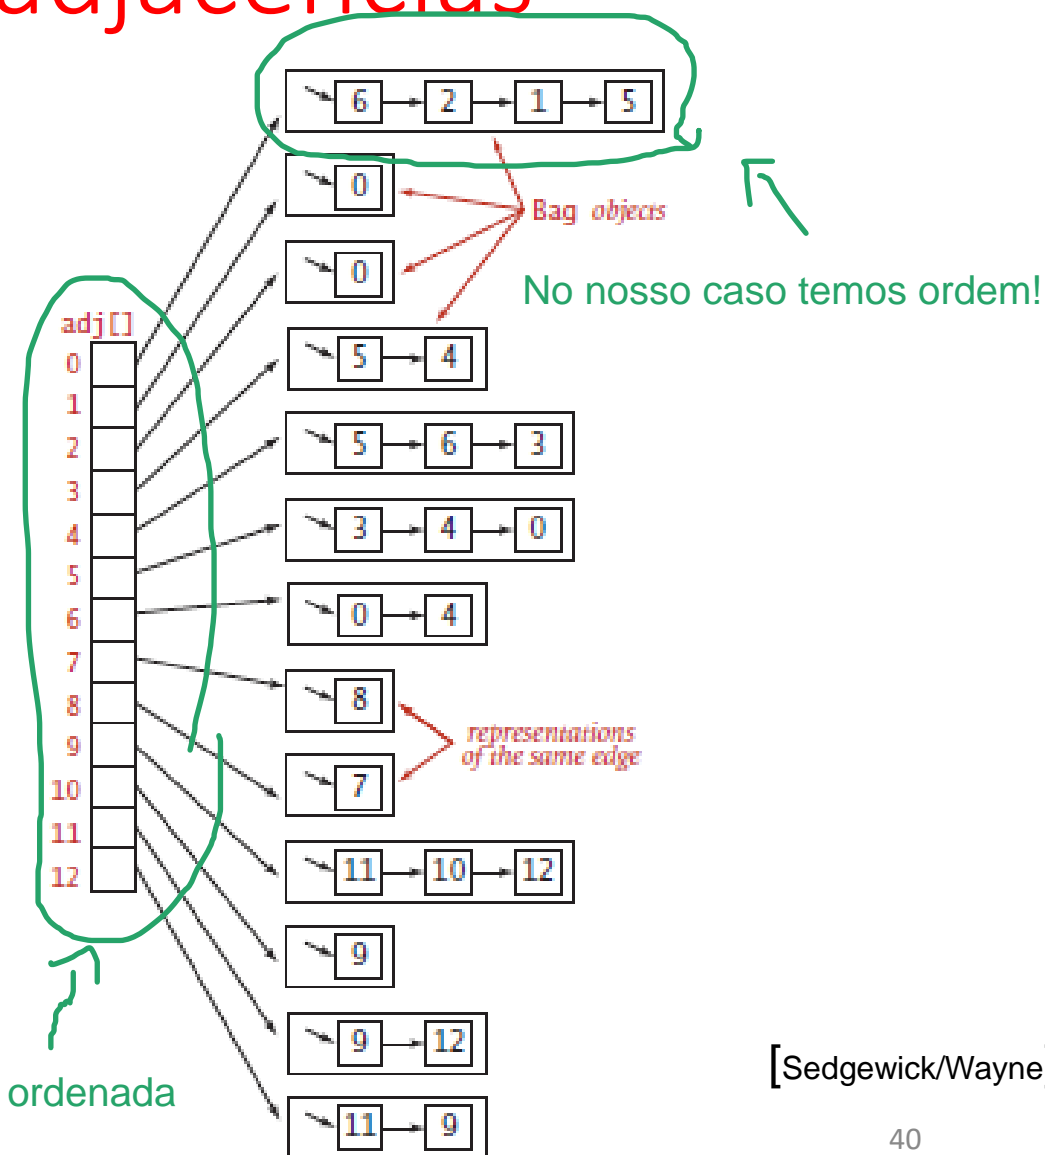 adjacências
6 2 1 5
0
Bag objects
0
No nosso caso temos ordem!
adj[]
0
1
2
3
4
5
6
7
8
9
10
11
12
5 4
5 6 3
3 4 0
0 4
8
representations
of the same edge
7
11 10 12
9
9 12
ordenada
11 9
[Sedgewick/Wayne]
40